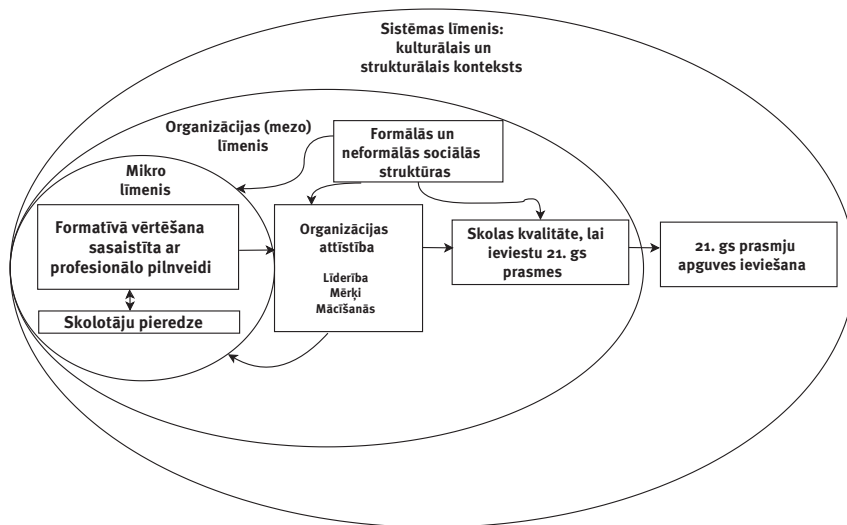 Sistēmas līmenis:
kulturālais un
strukturālais konteksts
Organizācijas (mezo)
līmenis
Formālās un
neformālās sociālās
struktūras
Mikro
līmenis
Formatīvā vērtēšana
sasaistīta ar
profesionālo pilnveidi
Skolotāju pieredze
Organizācijas
attīstība
Līderība
Mērķi
Mācīšanās
Skolas kvalitāte, lai
ieviestu 21. gs
prasmes
21. gs prasmju
apguves ieviešana